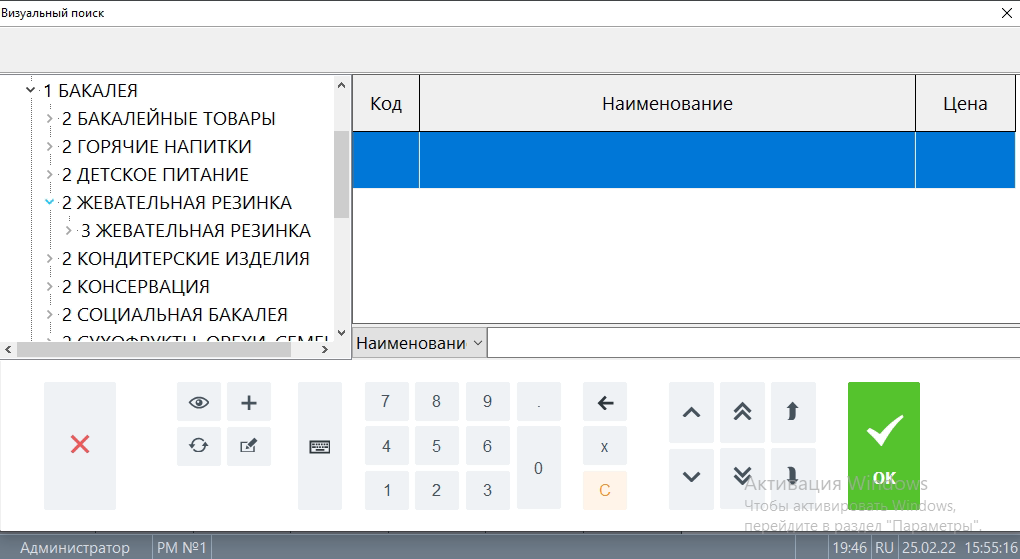 Визуальный поиск
1 БАКАЛЕЯ
2 БАКАЛЕЙНЫЕ ТОВАРЫ
2 ГОРЯЧИЕ НАПИТКИ
2 ДЕТСКОЕ ПИТАНИЕ
2 ЖЕВАТЕЛЬНАЯ РЕЗИНКА
3 ЖЕВАТЕЛЬНАЯ РЕЗИНКА
2 КОНДИТЕРСКИЕ ИЗДЕЛИЯ
2 КОНСЕРВАЦИЯ
2 СОЦИАЛЬНАЯ БАКАЛЕЯ
2 СУХОФРУКТЫ, ОРЕХИ, СЕМЕ
Код Наименование Цена
Наименовани
7 8 9 .
4 5 6 x
0
1 2 3 C
OK
Активация Windows
Чтобы активировать Windows,
перейдите в раздел "Параметры".
Администратор РМ №1 19:46 RU 25.02.22 15:55:16